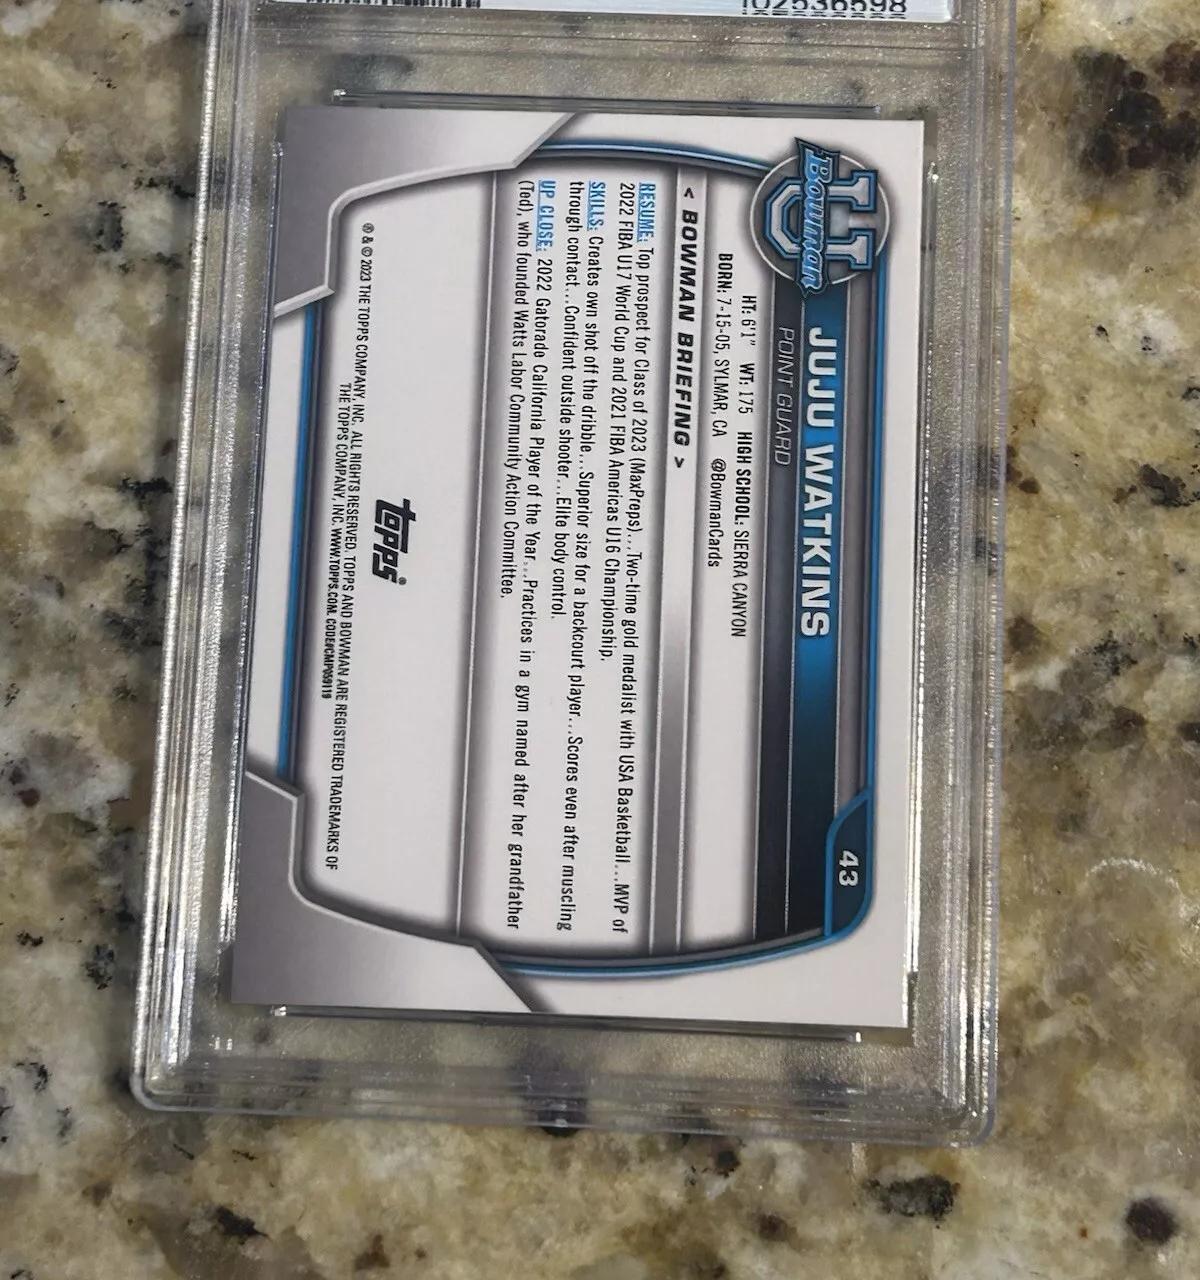 102536598
Bowman U
43
JUJU WATKINS
POINT GUARD
HT: 6'1" WT: 175 HIGH SCHOOL: SIERRA CANYON
BORN: 7-15-05, SYLMAR, CA @BowmanCards
< BOWMAN BRIEFING >
RESUME: Top prospect for Class of 2023 (MaxPreps)...Two-time gold medalist with USA Basketball...MVP of
2022 FIBA U17 World Cup and 2021 FIBA Americas U16 Championship.
SKILLS: Creates own shot off the dribble...Superior size for a backcourt player...Scores even after muscling
through contact...Confident outside shooter...Elite body control.
UP CLOSE: 2022 Gatorade California Player of the Year...Practices in a gym named after her grandfather
(Ted), who founded Watts Labor Community Action Committee.
topps®
® & © 2023 THE TOPPS COMPANY, INC. ALL RIGHTS RESERVED. TOPPS AND BOWMAN ARE REGISTERED TRADEMARKS OF
THE TOPPS COMPANY, INC. WWW.TOPPS.COM. CODE#CMP059119